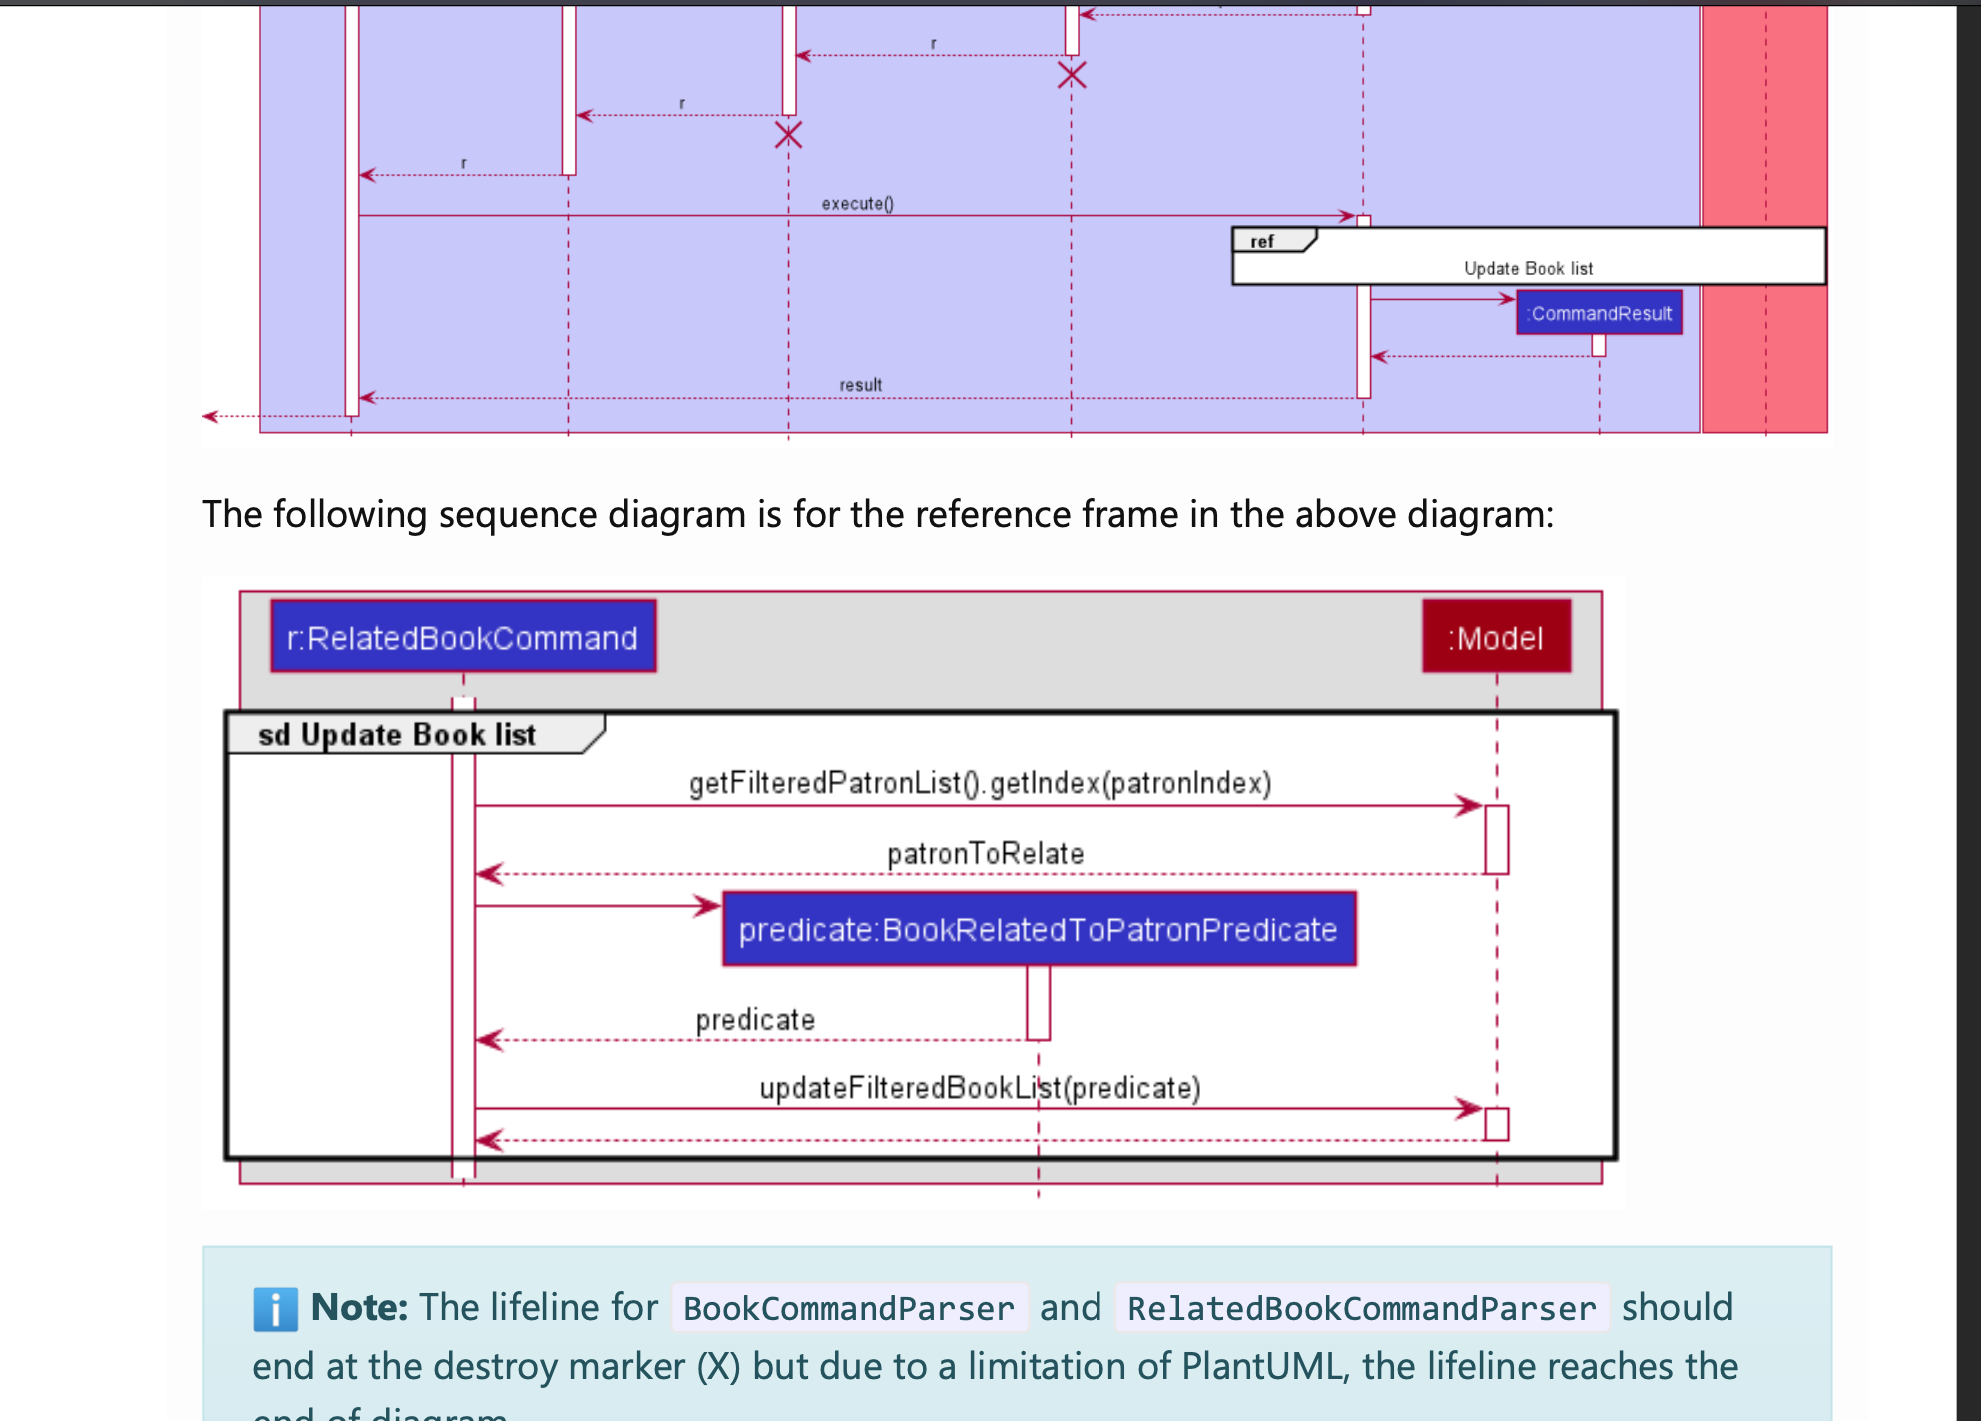 r
r
r
execute()
ref
Update Book list
:CommandResult
result
The following sequence diagram is for the reference frame in the above diagram:
r:RelatedBookCommand
:Model
sd Update Book list
getFilteredPatronList().getIndex(patronIndex)
patronToRelate
predicate:BookRelatedToPatronPredicate
predicate
updateFilteredBookList(predicate)
Note: The lifeline for BookCommandParser and RelatedBookCommandParser should
end at the destroy marker (X) but due to a limitation of PlantUML, the lifeline reaches the
end of diagram.